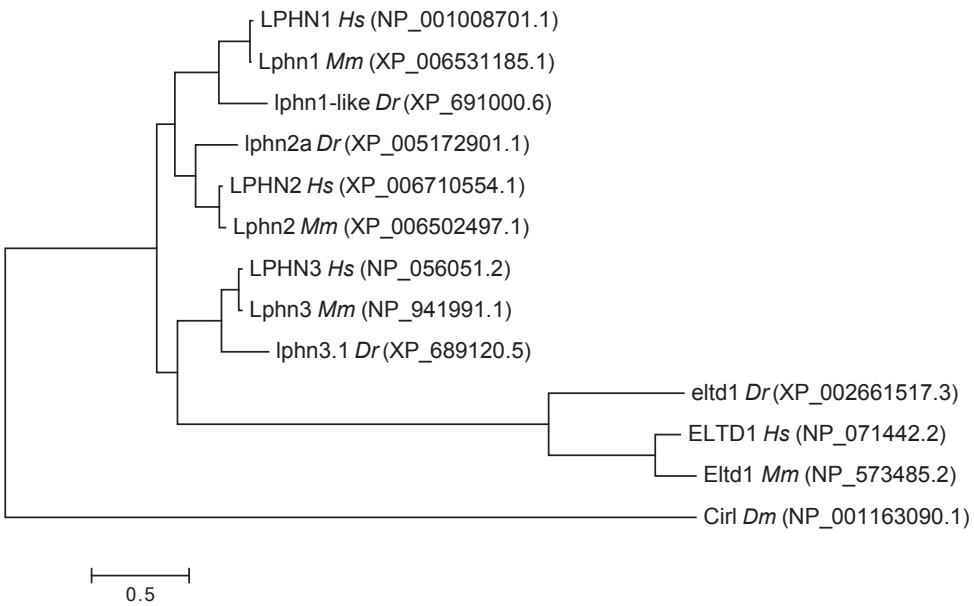 LPHN1 Hs (NP_001008701.1)
Lphn1 Mm (XP_006531185.1)
lphn1-like Dr (XP_691000.6)
lphn2a Dr (XP_005172901.1)
LPHN2 Hs (XP_006710554.1)
Lphn2 Mm (XP_006502497.1)
LPHN3 Hs (NP_056051.2)
Lphn3 Mm (NP_941991.1)
lphn3.1 Dr (XP_689120.5)
eltd1 Dr (XP_002661517.3)
ELTD1 Hs (NP_071442.2)
Eltd1 Mm (NP_573485.2)
Cirl Dm (NP_001163090.1)
0.5